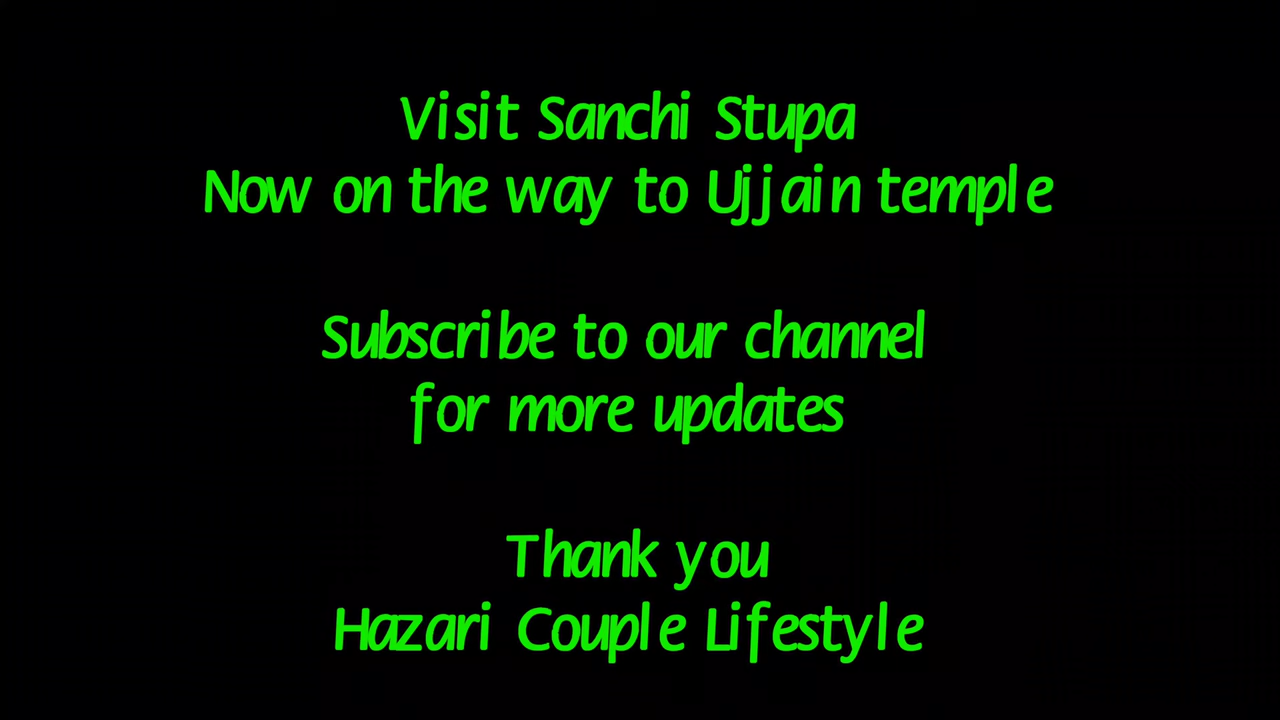 Visit Sanchi Stupa
Now on the way to Ujjain temple
Subscribe to our channel
for more updates
Thank you
Hazari Couple Lifestyle